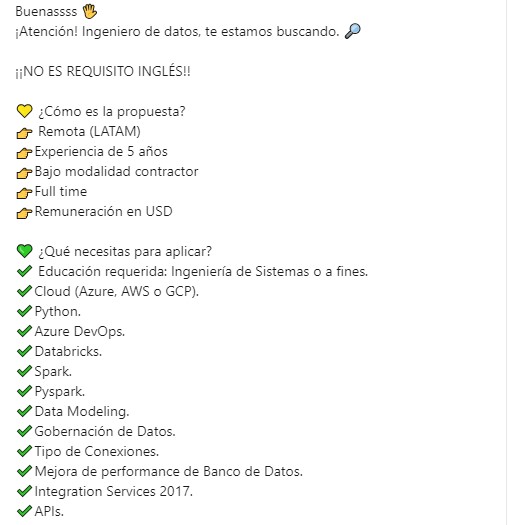 Buenassss 🖐
¡Atención! Ingeniero de datos, te estamos buscando. 🔎
¡¡NO ES REQUISITO INGLÉS!!
💛 ¿Cómo es la propuesta?
👉 Remota (LATAM)
👉Experiencia de 5 años
👉Bajo modalidad contractor
👉Full time
👉Remuneración en USD
💚 ¿Qué necesitas para aplicar?
✔ Educación requerida: Ingeniería de Sistemas o a fines.
✔Cloud (Azure, AWS o GCP).
✔Python.
✔Azure DevOps.
✔Databricks.
✔Spark.
✔Pyspark.
✔Data Modeling.
✔Gobernación de Datos.
✔Tipo de Conexiones.
✔Mejora de performance de Banco de Datos.
✔Integration Services 2017.
✔APIs.